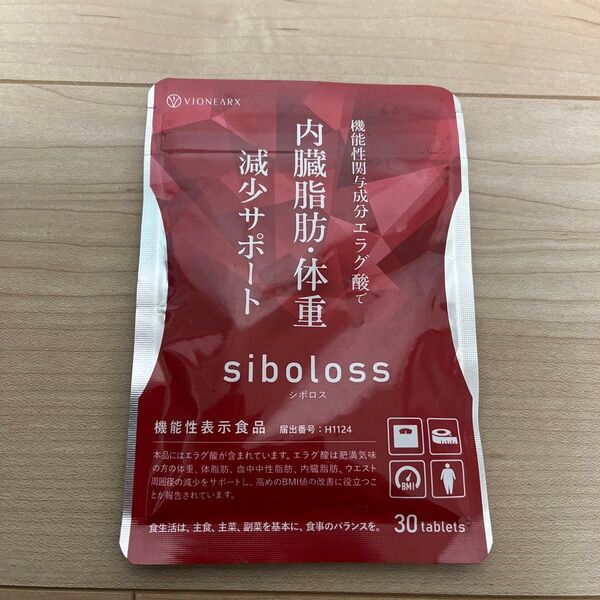 VIONEARX
機能性関与成分エラグ酸で
内臓脂肪・体重
減少サポート
siboloss
シボロス
機能性表示食品 届出番号:H1124
本品にはエラグ酸が含まれています。エラグ酸は肥満気味
の方の体重、体脂肪、血中中性脂肪、内臓脂肪、ウエスト
周囲径の減少をサポートし、高めのBMI値の改善に役立つこ
とが報告されています。
BMI
食生活は、主食、主菜、副菜を基本に、食事のバランスを。
30 tablets